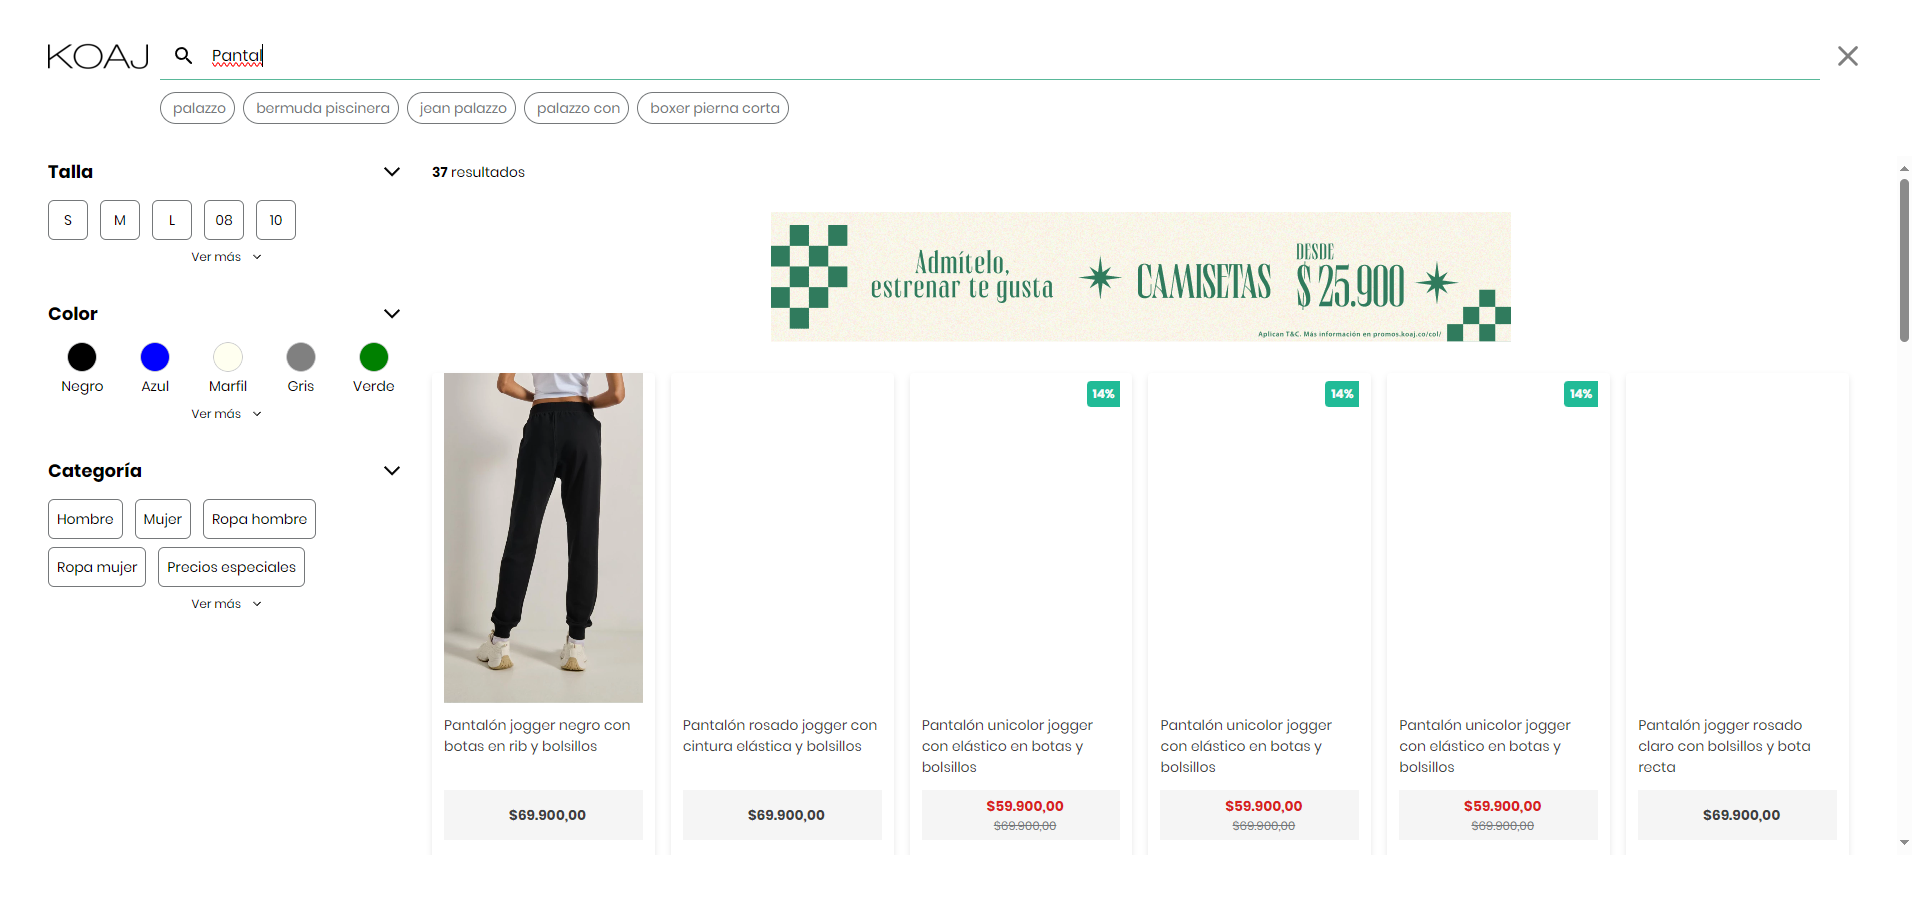 KOAJ
Pantal
palazzo
bermuda piscinera
jean palazzo
palazzo con
boxer pierna corta
Talla
S
M
L
08
10
Ver más
Color
Negro
Azul
Marfil
Gris
Verde
Ver más
Categoría
Hombre
Mujer
Ropa hombre
Ropa mujer
Precios especiales
Ver más
37 resultados
Admítelo,
estrenar te gusta
CAMISETAS
DESDE
$ 25.900
Aplican T&C. Más información en promos.koaj.co/col/
Pantalón jogger negro con
botas en rib y bolsillos
$69.900,00
Pantalón rosado jogger con
cintura elástica y bolsillos
$69.900,00
14%
Pantalón unicolor jogger
con elástico en botas y
bolsillos
$59.900,00
$69.900,00
14%
Pantalón unicolor jogger
con elástico en botas y
bolsillos
$59.900,00
$69.900,00
14%
Pantalón unicolor jogger
con elástico en botas y
bolsillos
$59.900,00
$69.900,00
Pantalón jogger rosado
claro con bolsillos y bota
recta
$69.900,00